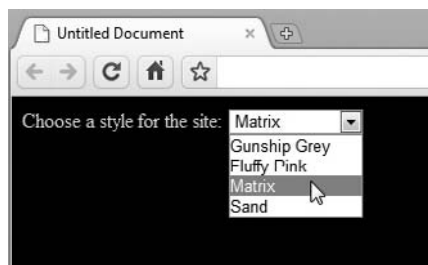 Untitled Document
Choose a style for the site: Matrix
Gunship Grey
Fluffy Pink
Matrix
Sand